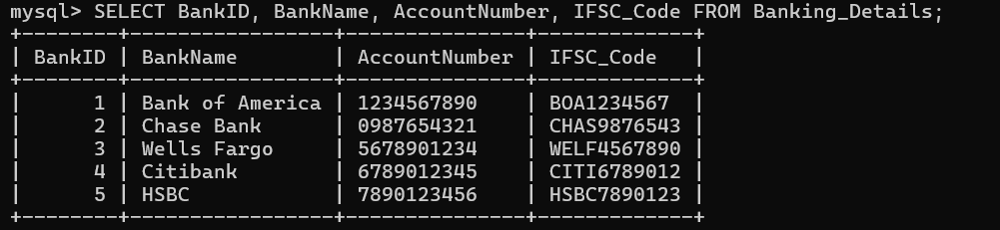 mysql> SELECT BankID, BankName, AccountNumber, IFSC_Code FROM Banking_Details;
+--------+-----------------+---------------+-------------+
| BankID | BankName        | AccountNumber | IFSC_Code   |
+--------+-----------------+---------------+-------------+
|      1 | Bank of America | 1234567890    | BOA1234567  |
|      2 | Chase Bank      | 0987654321    | CHAS9876543 |
|      3 | Wells Fargo     | 5678901234    | WELF4567890 |
|      4 | Citibank        | 6789012345    | CITI6789012 |
|      5 | HSBC            | 7890123456    | HSBC7890123 |
+--------+-----------------+---------------+-------------+